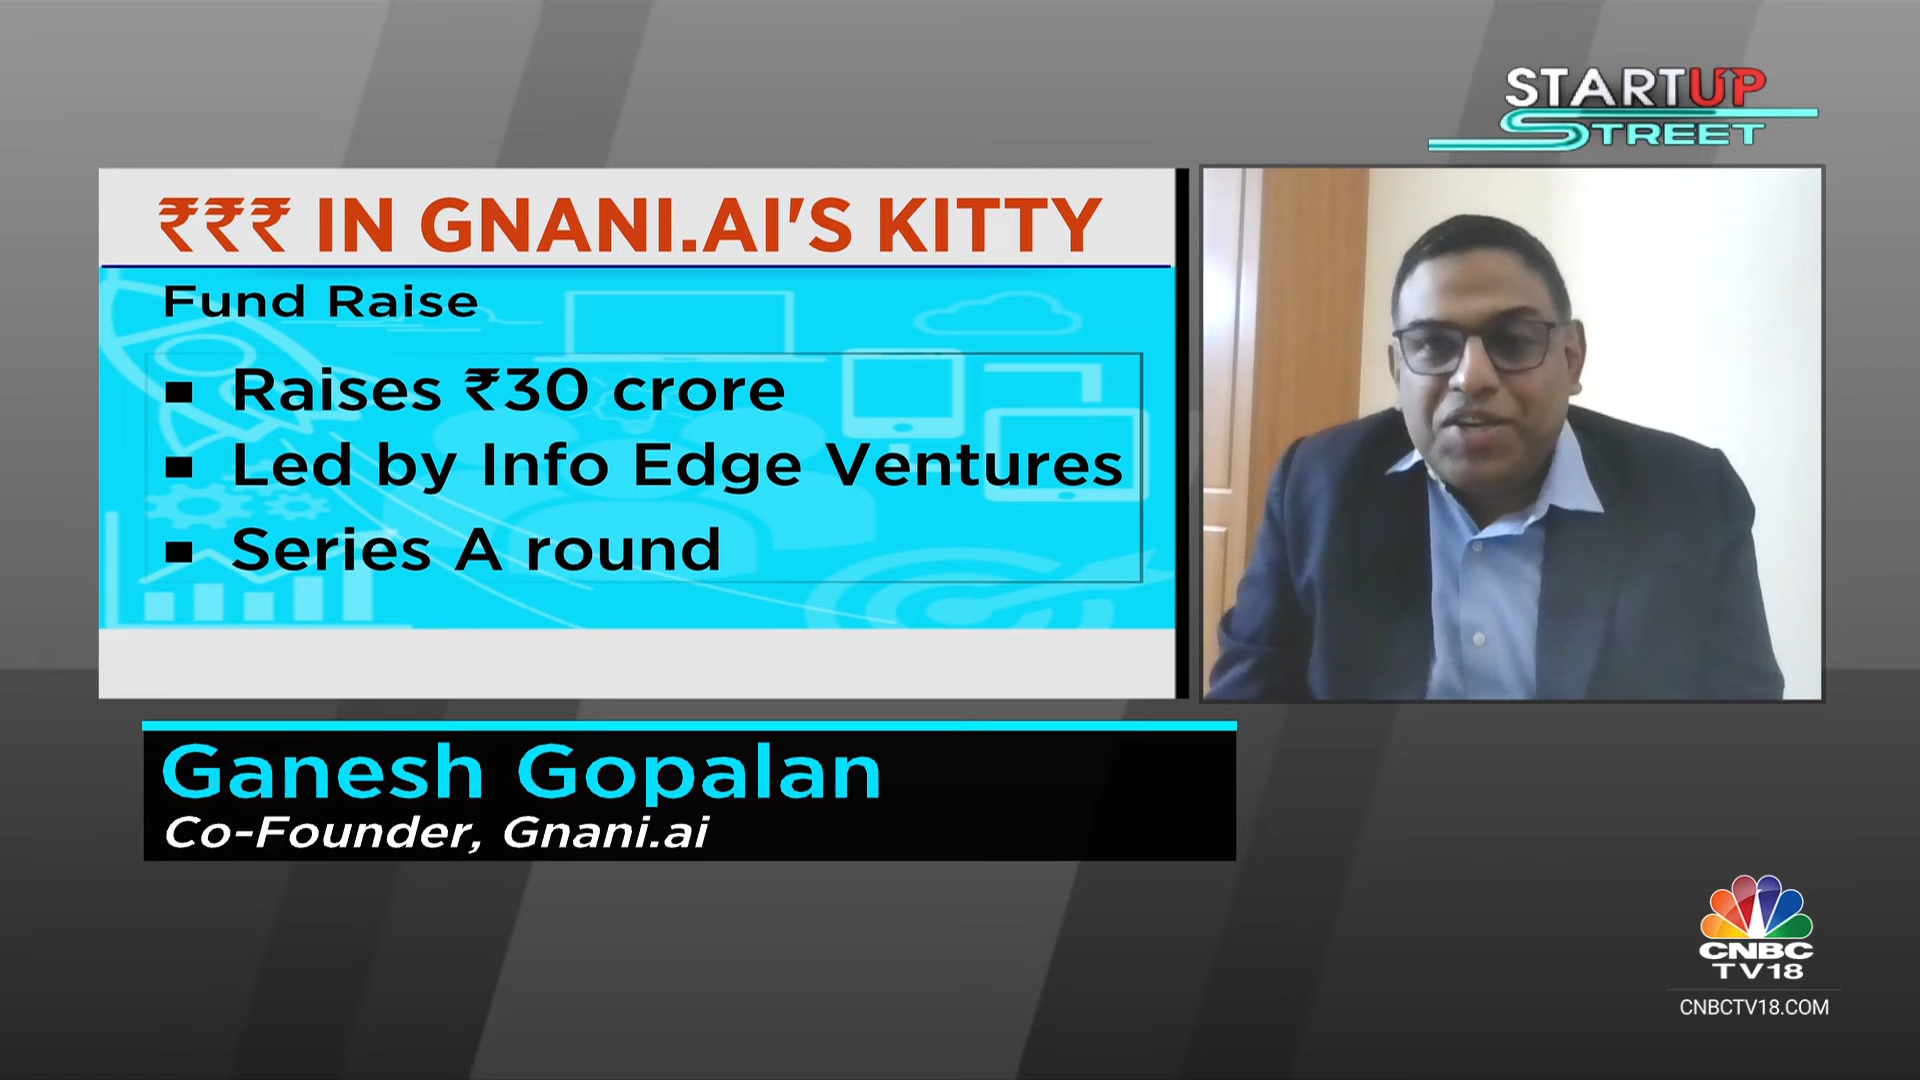 STARTUP
STREET
₹₹₹ IN GNANI.AI'S KITTY
Fund Raise
▪ Raises ₹30 crore
▪ Led by Info Edge Ventures
▪ Series A round
Ganesh Gopalan
Co-Founder, Gnani.ai
CNBC
TV18
CNBCTV18.COM